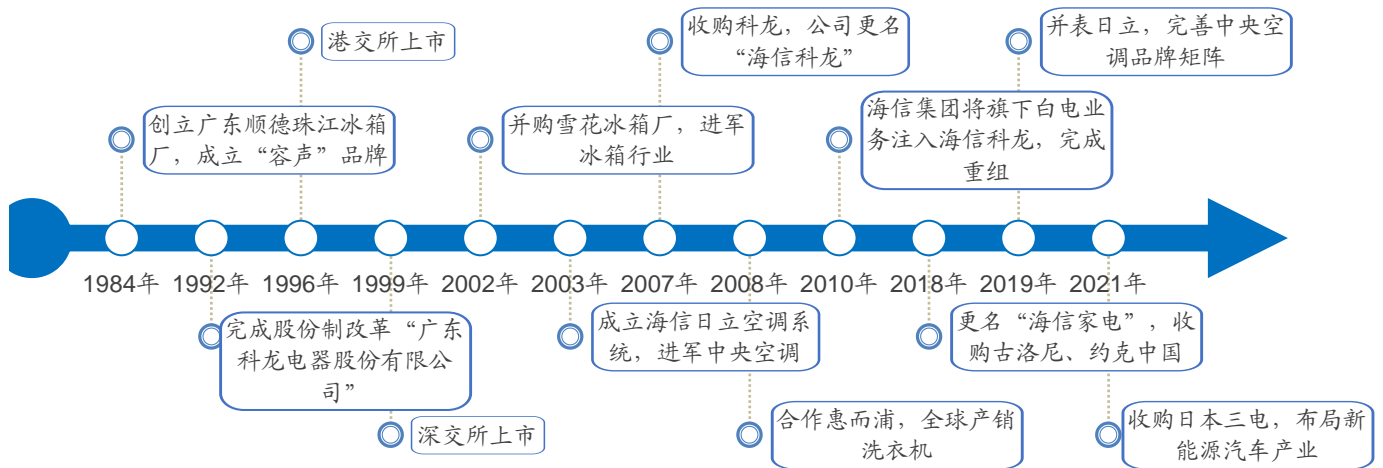 港交所上市
收购科龙，公司更名
“海信科龙”
并表日立，完善中央空
调品牌矩阵
创立广东顺德珠江冰箱
厂，成立“容声”品牌
并购雪花冰箱厂，进军
冰箱行业
海信集团将旗下白电业
务注入海信科龙，完成
重组
1984年
1992年
1996年
1999年
2002年
2003年
2007年
2008年
2010年
2018年
2019年
2021年
完成股份制改革“广东
科龙电器股份有限公
司”
成立海信日立空调系
统，进军中央空调
更名“海信家电”，收
购古洛尼、约克中国
深交所上市
合作惠而浦，全球产销
洗衣机
收购日本三电，布局新
能源汽车产业